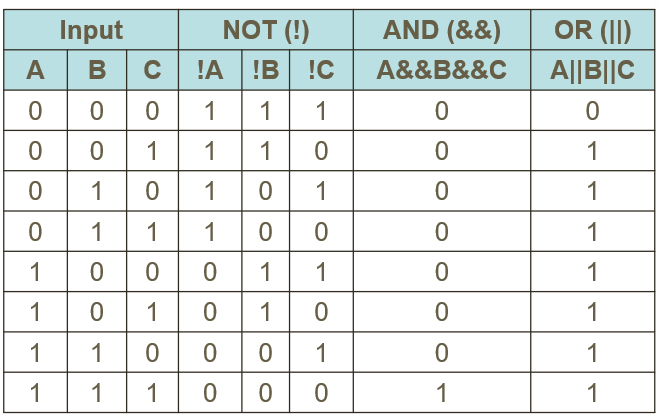 Input NOT (!) AND (&&) OR (||)
A B C !A !B !C A&&B&&C A||B||C
0 0 0 1 1 1 0 0
0 0 1 1 1 0 0 1
0 1 0 1 0 1 0 1
0 1 1 1 0 0 0 1
1 0 0 0 1 1 0 1
1 0 1 0 1 0 0 1
1 1 0 0 0 1 0 1
1 1 1 0 0 0 1 1